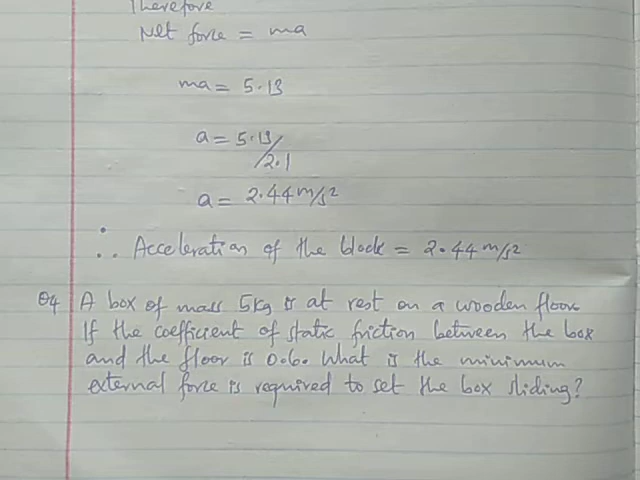 Therefore
Net force = ma
ma = 5.13
a = 5.13/2.1
a = 2.44 m/s²
∴ Acceleration of the block = 2.44 m/s²
Q4 A box of mass 5kg is at rest on a wooden floor
If the coefficient of static friction between the box
and the floor is 0.6. What is the minimum
external force is required to set the box sliding?